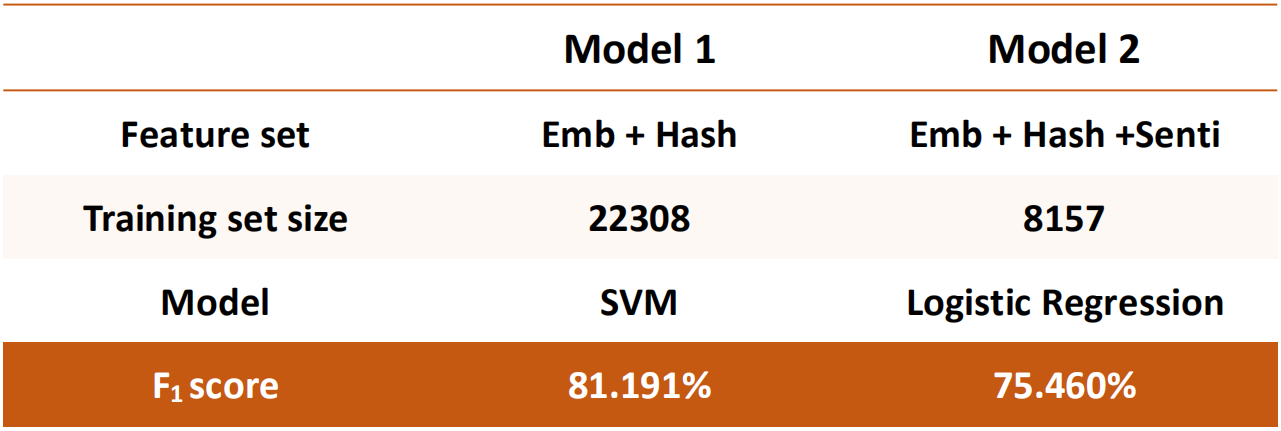 Model 1 Model 2
Feature set Emb + Hash Emb + Hash +Senti
Training set size 22308 8157
Model SVM Logistic Regression
F₁ score 81.191% 75.460%